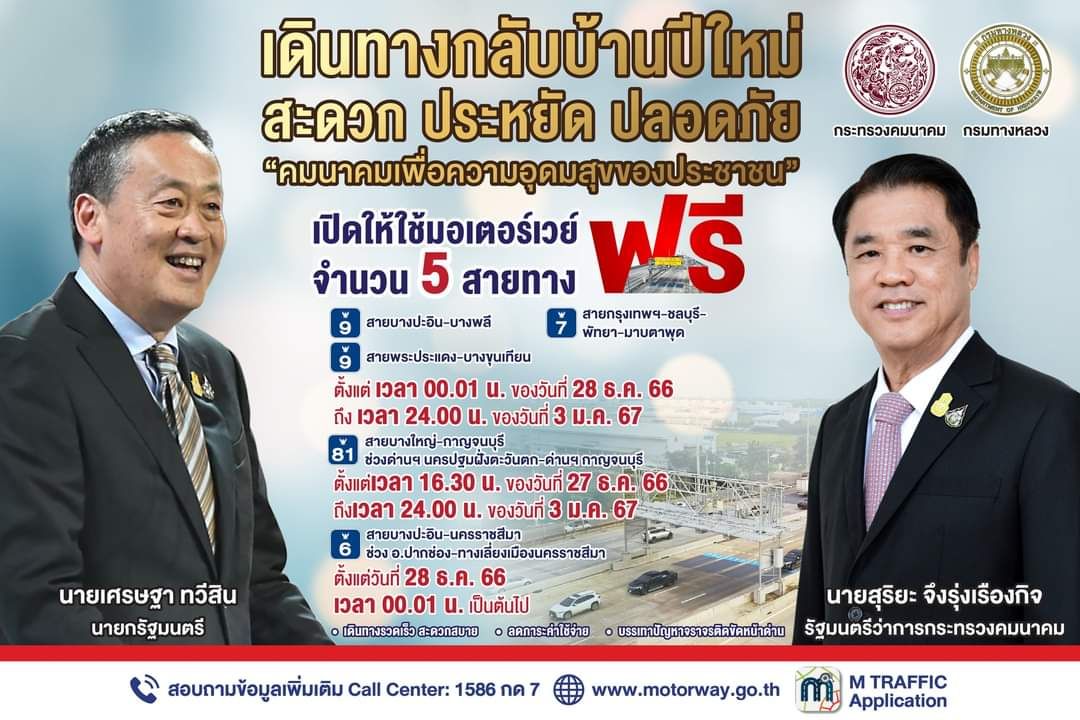 เดินทางกลับบ้านปีใหม่
สะดวก ประหยัด ปลอดภัย
“คมนาคมเพื่อความอุดมสุขของประชาชน”
กระทรวงคมนาคม
กรมทางหลวง
DEPARTMENT OF HIGHWAYS
เปิดให้ใช้มอเตอร์เวย์
จำนวน 5 สายทาง
ฟรี
พ 9 สายบางปะอิน-บางพลี
พ 7 สายกรุงเทพฯ-ชลบุรี-
พัทยา-มาบตาพุด
พ 9 สายพระประแดง-บางขุนเทียน
ตั้งแต่ เวลา 00.01 น. ของวันที่ 28 ธ.ค. 66
ถึง เวลา 24.00 น. ของวันที่ 3 ม.ค. 67
พ 81 สายบางใหญ่-กาญจนบุรี
ช่วงด่านฯ นครปฐมฝั่งตะวันตก-ด่านฯ กาญจนบุรี
ตั้งแต่เวลา 16.30 น. ของวันที่ 27 ธ.ค. 66
ถึงเวลา 24.00 น. ของวันที่ 3 ม.ค. 67
พ 6 สายบางปะอิน-นครราชสีมา
ช่วง อ.ปากช่อง-ทางเลี่ยงเมืองนครราชสีมา
ตั้งแต่วันที่ 28 ธ.ค. 66
เวลา 00.01 น. เป็นต้นไป
• เดินทางรวดเร็ว สะดวกสบาย • ลดภาระค่าใช้จ่าย • บรรเทาปัญหาจราจรติดขัดหน้าด่าน
นายเศรษฐา ทวีสิน
นายกรัฐมนตรี
นายสุริยะ จึงรุ่งเรืองกิจ
รัฐมนตรีว่าการกระทรวงคมนาคม
สอบถามข้อมูลเพิ่มเติม Call Center: 1586 กด 7
www.motorway.go.th
M TRAFFIC
Application